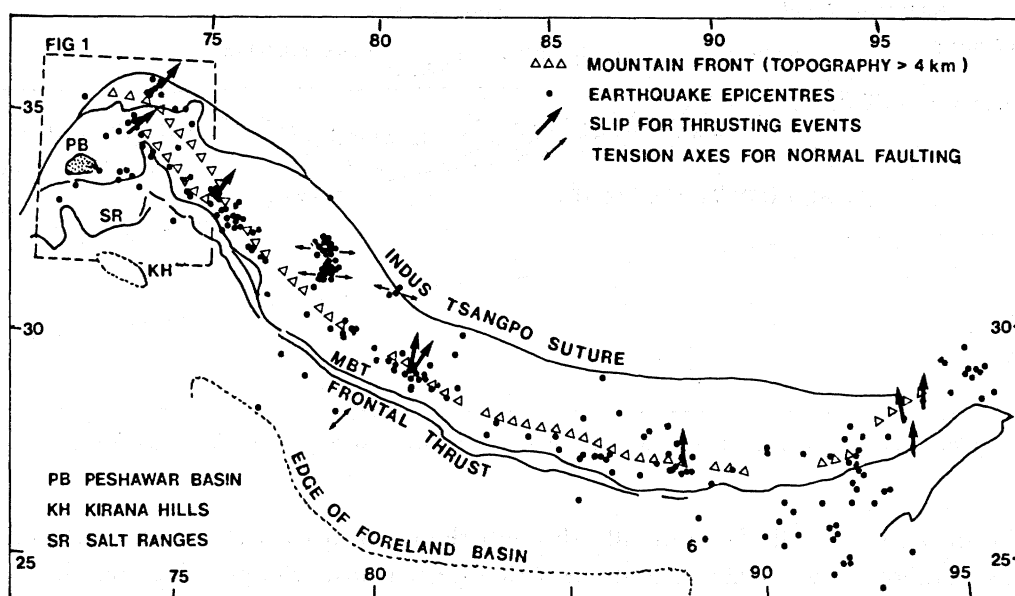 75 80 85 90 95
FIG 1
△△△ MOUNTAIN FRONT (TOPOGRAPHY > 4 km)
• EARTHQUAKE EPICENTRES
SLIP FOR THRUSTING EVENTS
TENSION AXES FOR NORMAL FAULTING
35
PB
SR
KH
INDUS TSANGPO SUTURE
30
30
MBT
FRONTAL THRUST
EDGE OF FORELAND BASIN
PB PESHAWAR BASIN
KH KIRANA HILLS
SR SALT RANGES
6
25
25
75 80 90 95